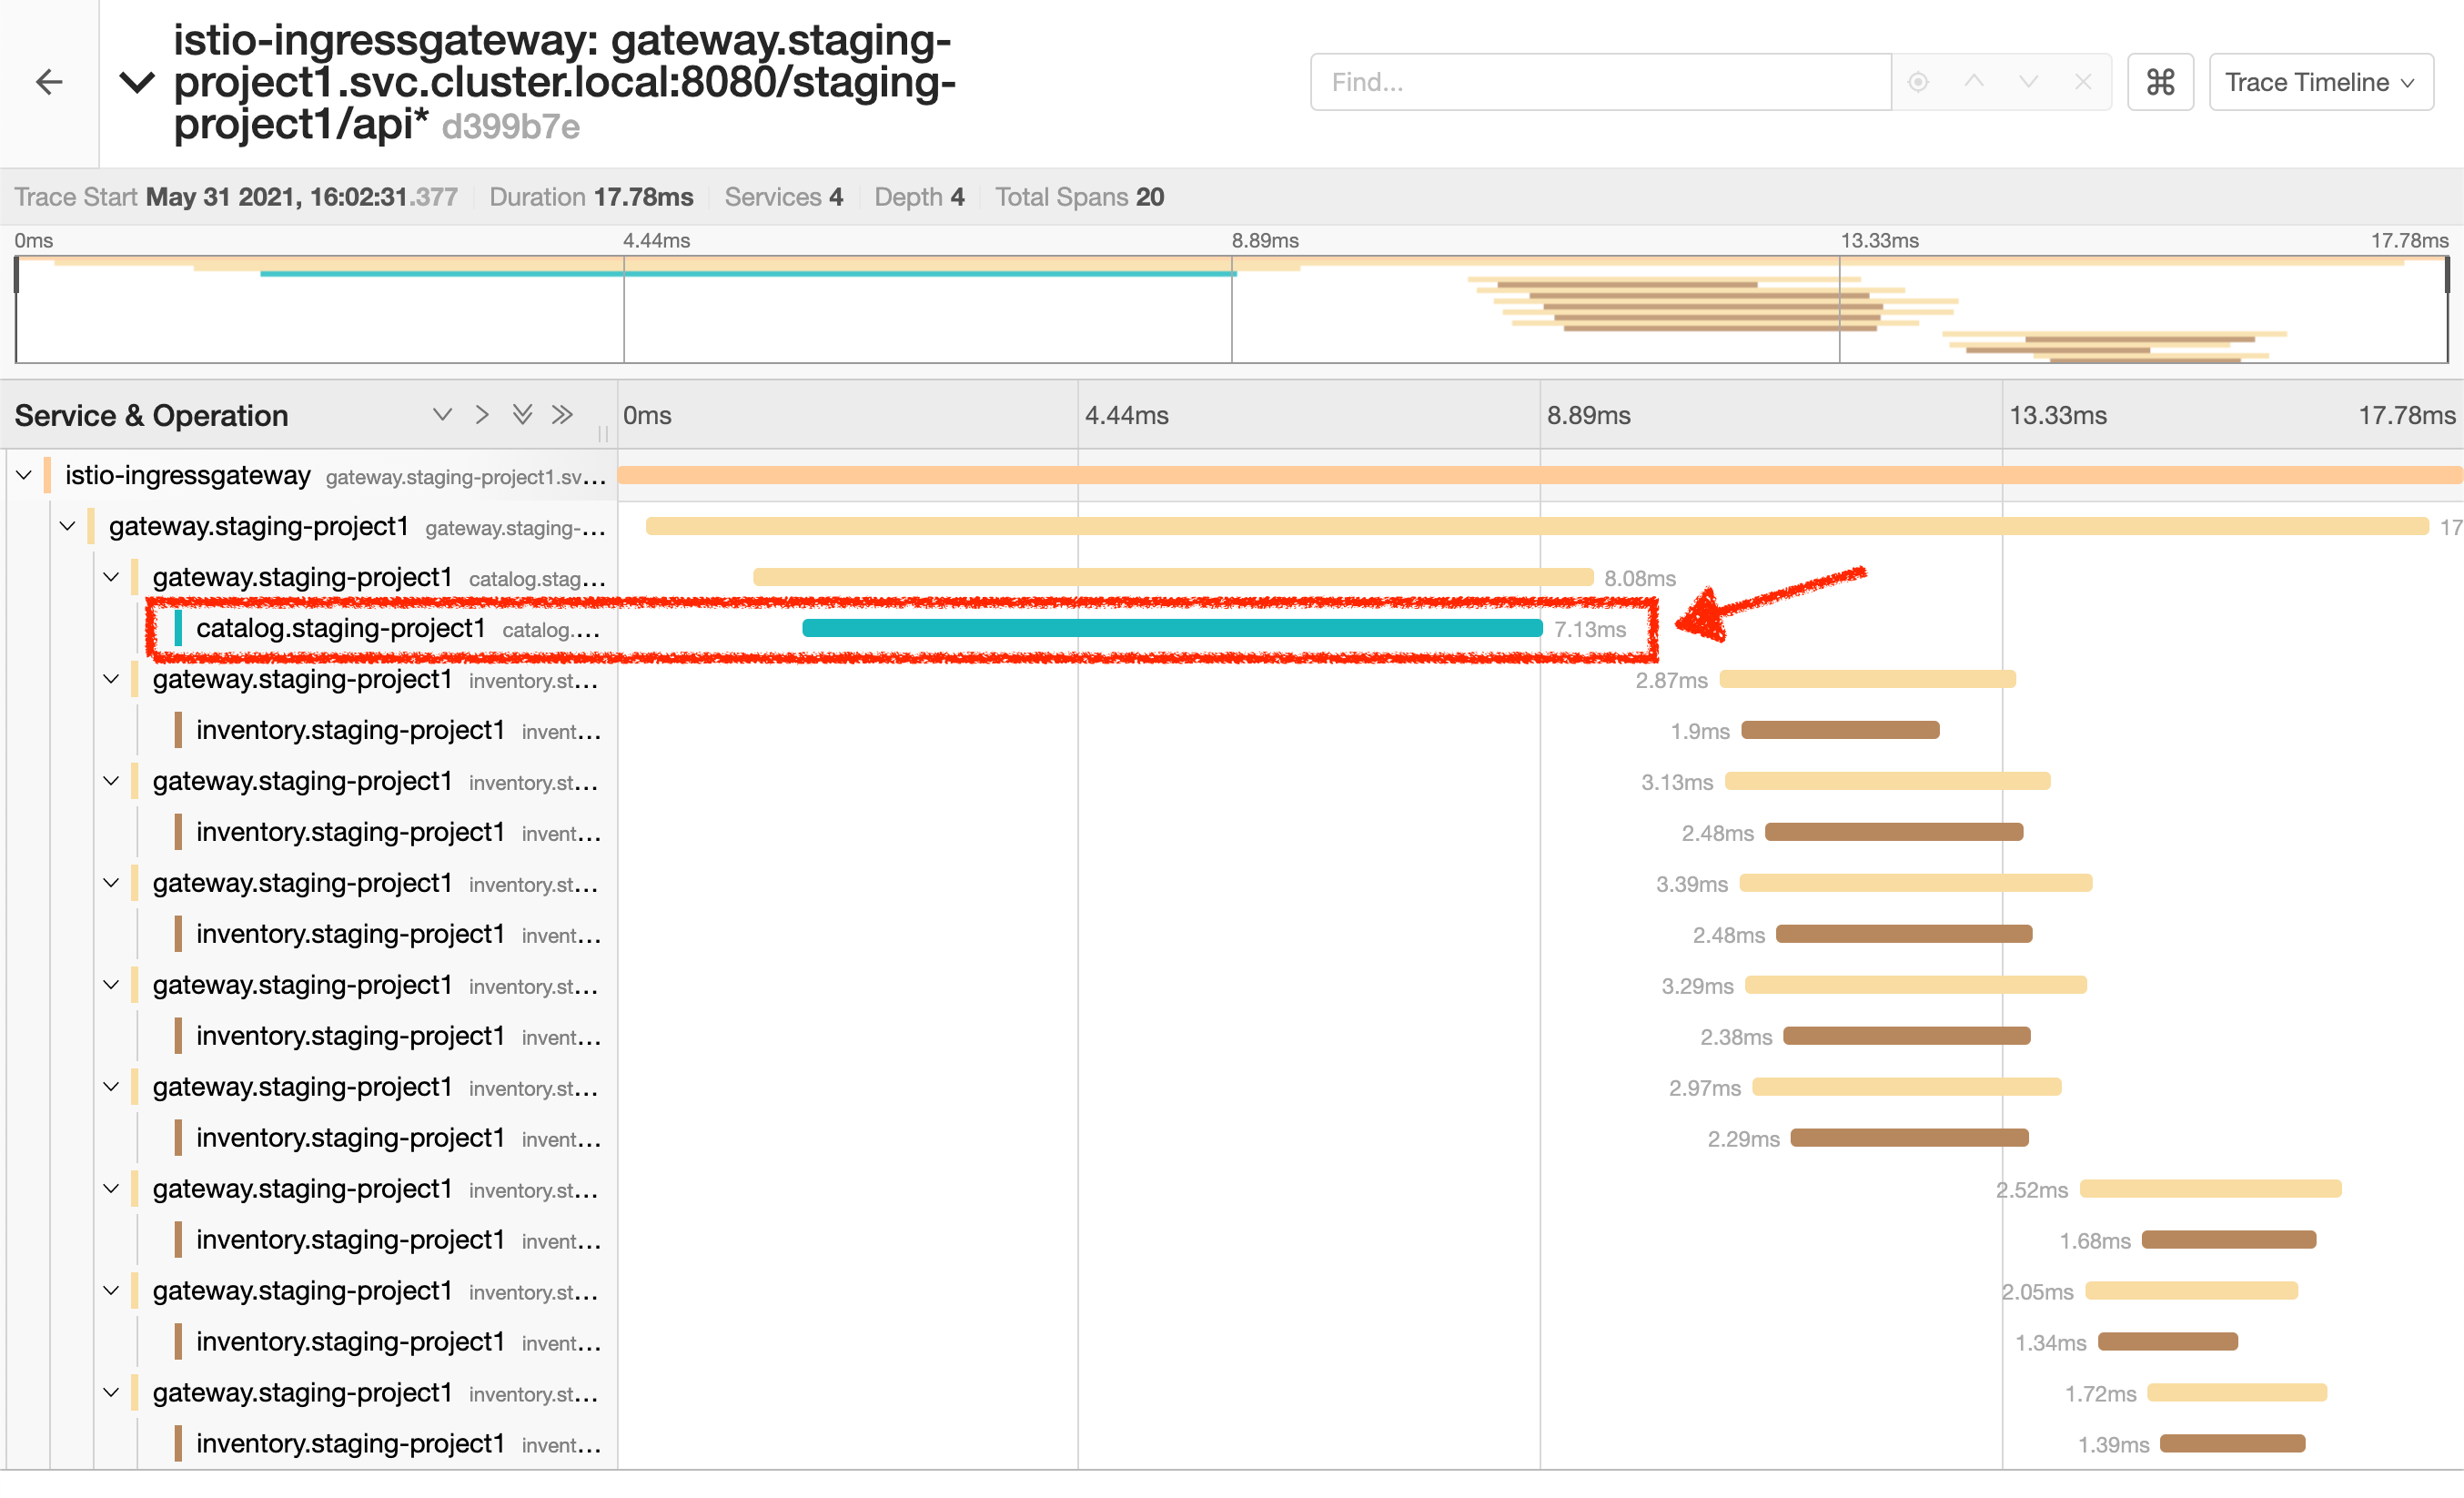 istio-ingressgateway: gateway.staging-
project1.svc.cluster.local:8080/staging-
project1/api* d399b7e
Find...
⌘
Trace Timeline
Trace Start May 31 2021, 16:02:31.377 Duration 17.78ms Services 4 Depth 4 Total Spans 20
0ms 4.44ms 8.89ms 13.33ms 17.78ms
Service & Operation 0ms 4.44ms 8.89ms 13.33ms 17.78ms
istio-ingressgateway gateway.staging-project1.sv...
gateway.staging-project1 gateway.staging-... 17
gateway.staging-project1 catalog.stag... 8.08ms
catalog.staging-project1 catalog.... 7.13ms
gateway.staging-project1 inventory.st... 2.87ms
inventory.staging-project1 invent... 1.9ms
gateway.staging-project1 inventory.st... 3.13ms
inventory.staging-project1 invent... 2.48ms
gateway.staging-project1 inventory.st... 3.39ms
inventory.staging-project1 invent... 2.48ms
gateway.staging-project1 inventory.st... 3.29ms
inventory.staging-project1 invent... 2.38ms
gateway.staging-project1 inventory.st... 2.97ms
inventory.staging-project1 invent... 2.29ms
gateway.staging-project1 inventory.st... 2.52ms
inventory.staging-project1 invent... 1.68ms
gateway.staging-project1 inventory.st... 2.05ms
inventory.staging-project1 invent... 1.34ms
gateway.staging-project1 inventory.st... 1.72ms
inventory.staging-project1 invent... 1.39ms